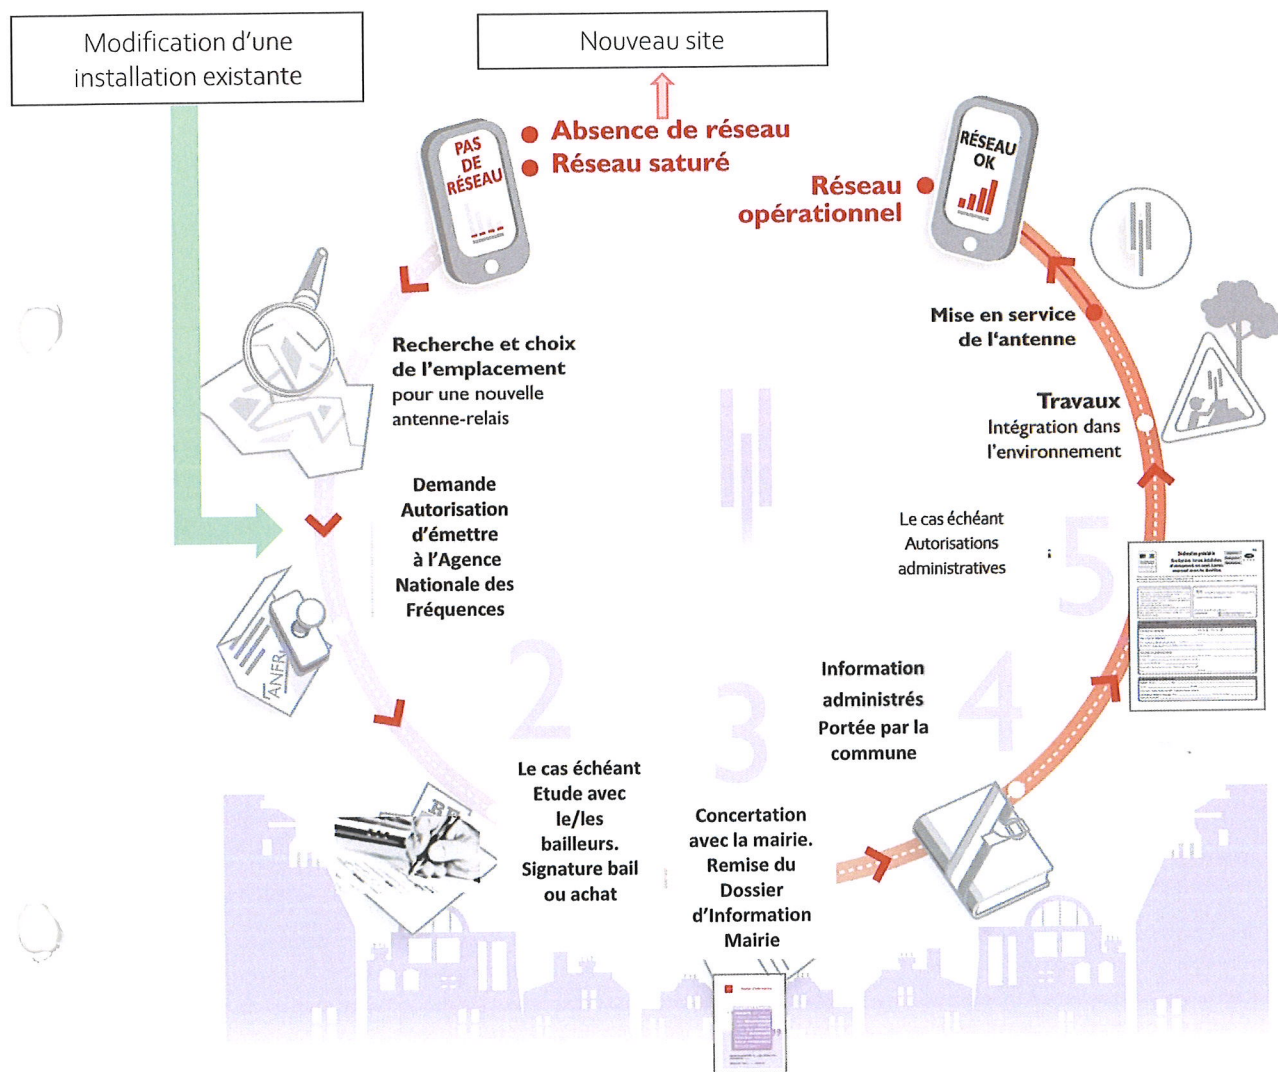 Modification d'une
installation existante
Nouveau site
Absence de réseau
Réseau saturé
PAS
DE
RÉSEAU
RÉSEAU
OK
Réseau
opérationnel
Recherche et choix
de l'emplacement
pour une nouvelle
antenne-relais
Mise en service
de l'antenne
Travaux
Intégration dans
l'environnement
Demande
Autorisation
d'émettre
à l'Agence
Nationale des
Fréquences
ANFR
Le cas échéant
Autorisations
administratives
5
2
3
4
Information
administrés
Portée par la
commune
Le cas échéant
Etude avec
le/les
bailleurs.
Signature bail
ou achat
Concertation
avec la mairie.
Remise du
Dossier
d'Information
Mairie